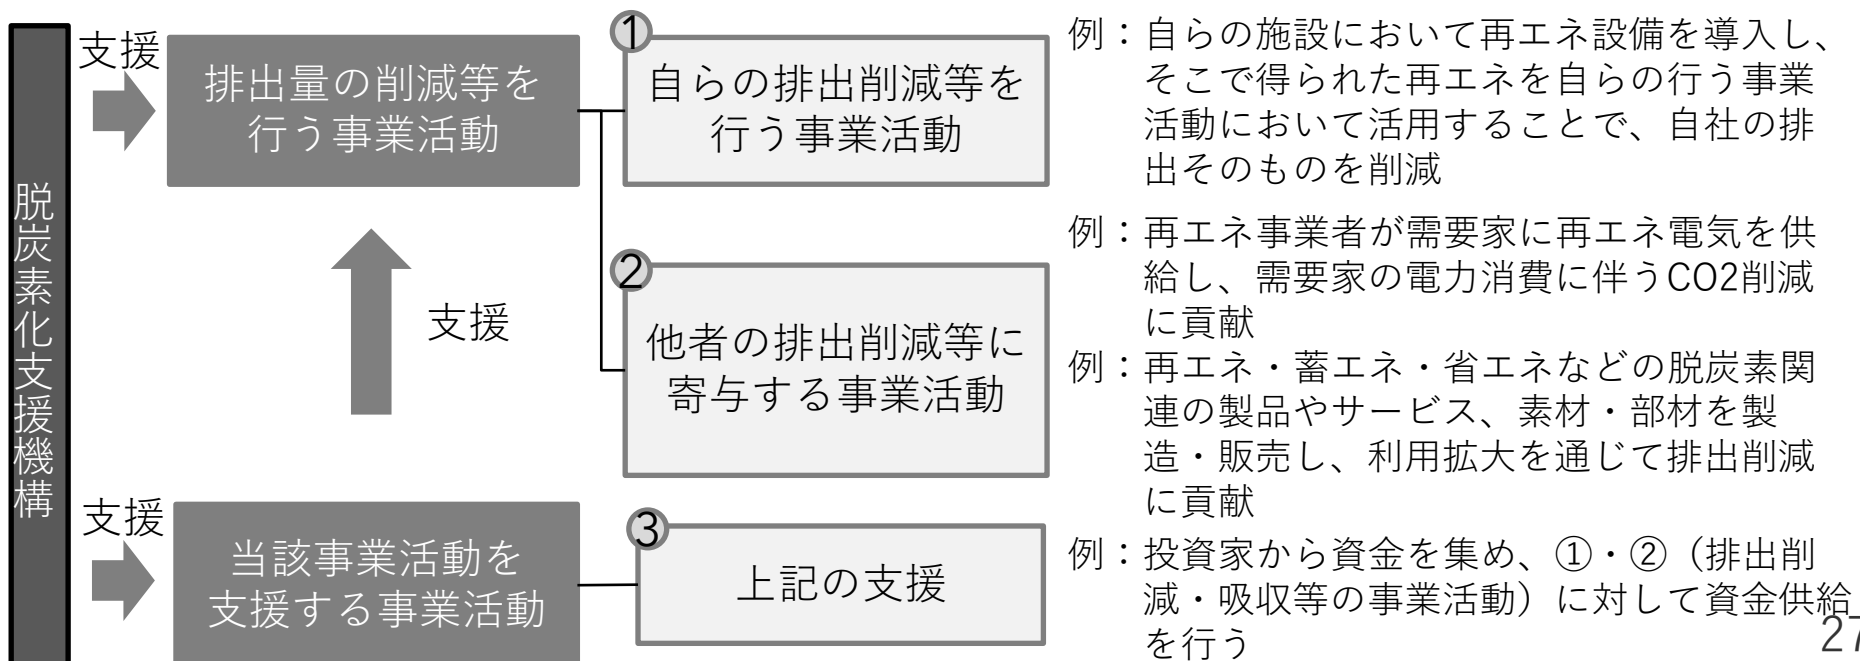 脱炭素化支援機構
支援
排出量の削減等を
行う事業活動
①
自らの排出削減等を
行う事業活動
例：自らの施設において再エネ設備を導入し、
そこで得られた再エネを自らの行う事業
活動において活用することで、自社の排
出そのものを削減
支援
②
他者の排出削減等に
寄与する事業活動
例：再エネ事業者が需要家に再エネ電気を供
給し、需要家の電力消費に伴うCO2削減
に貢献
例：再エネ・蓄エネ・省エネなどの脱炭素関
連の製品やサービス、素材・部材を製
造・販売し、利用拡大を通じて排出削減
に貢献
支援
当該事業活動を
支援する事業活動
③
上記の支援
例：投資家から資金を集め、①・②（排出削
減・吸収等の事業活動）に対して資金供給
を行う
27